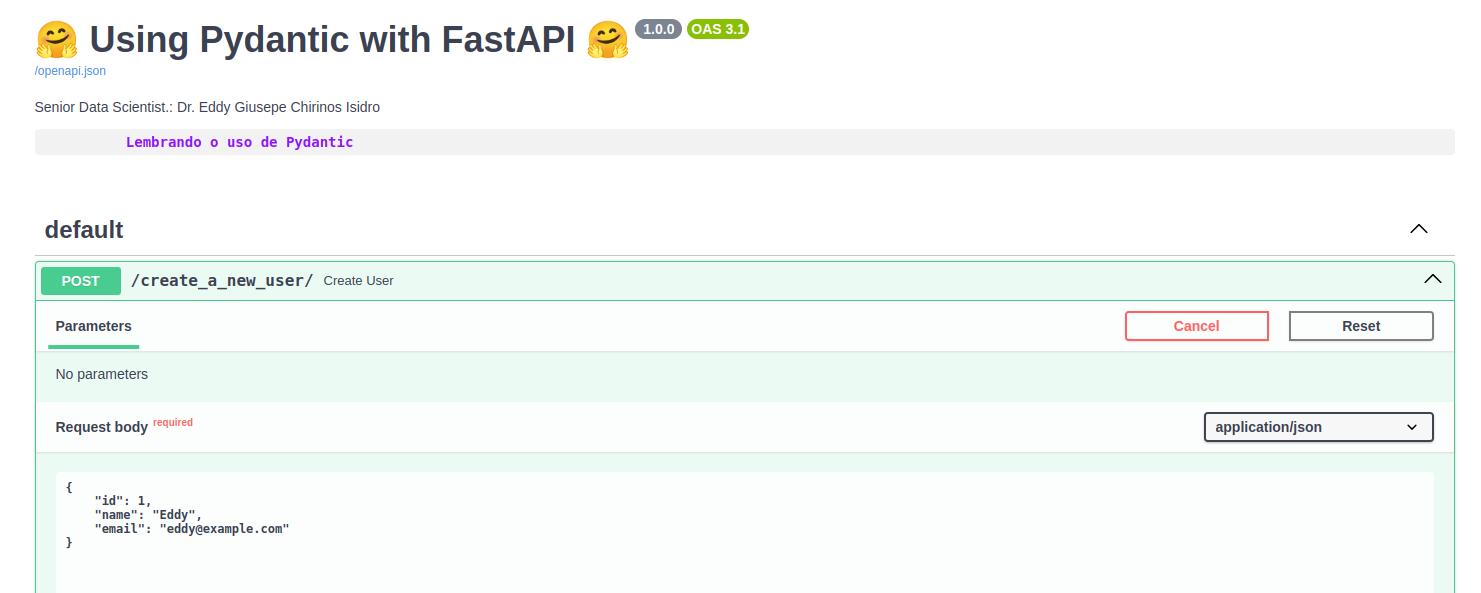 🤗 Using Pydantic with FastAPI 🤗 1.0.0 OAS 3.1
/openapi.json
Senior Data Scientist.: Dr. Eddy Giusepe Chirinos Isidro
Lembrando o uso de Pydantic
default
POST /create_a_new_user/ Create User
Parameters Cancel Reset
No parameters
Request body required application/json
{
    "id": 1,
    "name": "Eddy",
    "email": "eddy@example.com"
}